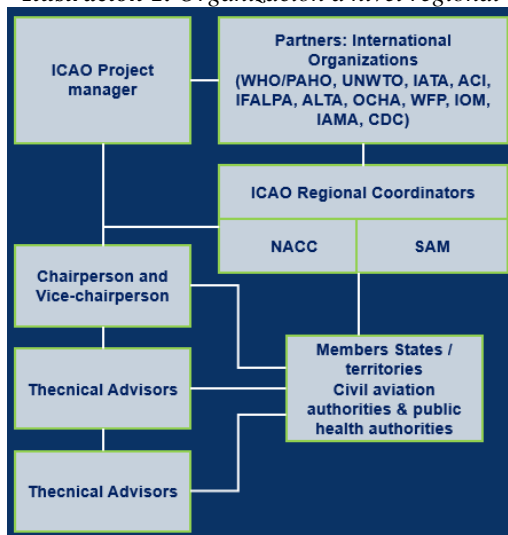 Ilustración 2: Organización a nivel regional
ICAO Project
manager
Partners: International
Organizations
(WHO/PAHO, UNWTO, IATA, ACI,
IFALPA, ALTA, OCHA, WFP, IOM,
IAMA, CDC)
ICAO Regional Coordinators
NACC
SAM
Chairperson and
Vice-chairperson
Members States /
territories
Civil aviation
authorities & public
health authorities
Thecnical Advisors
Thecnical Advisors